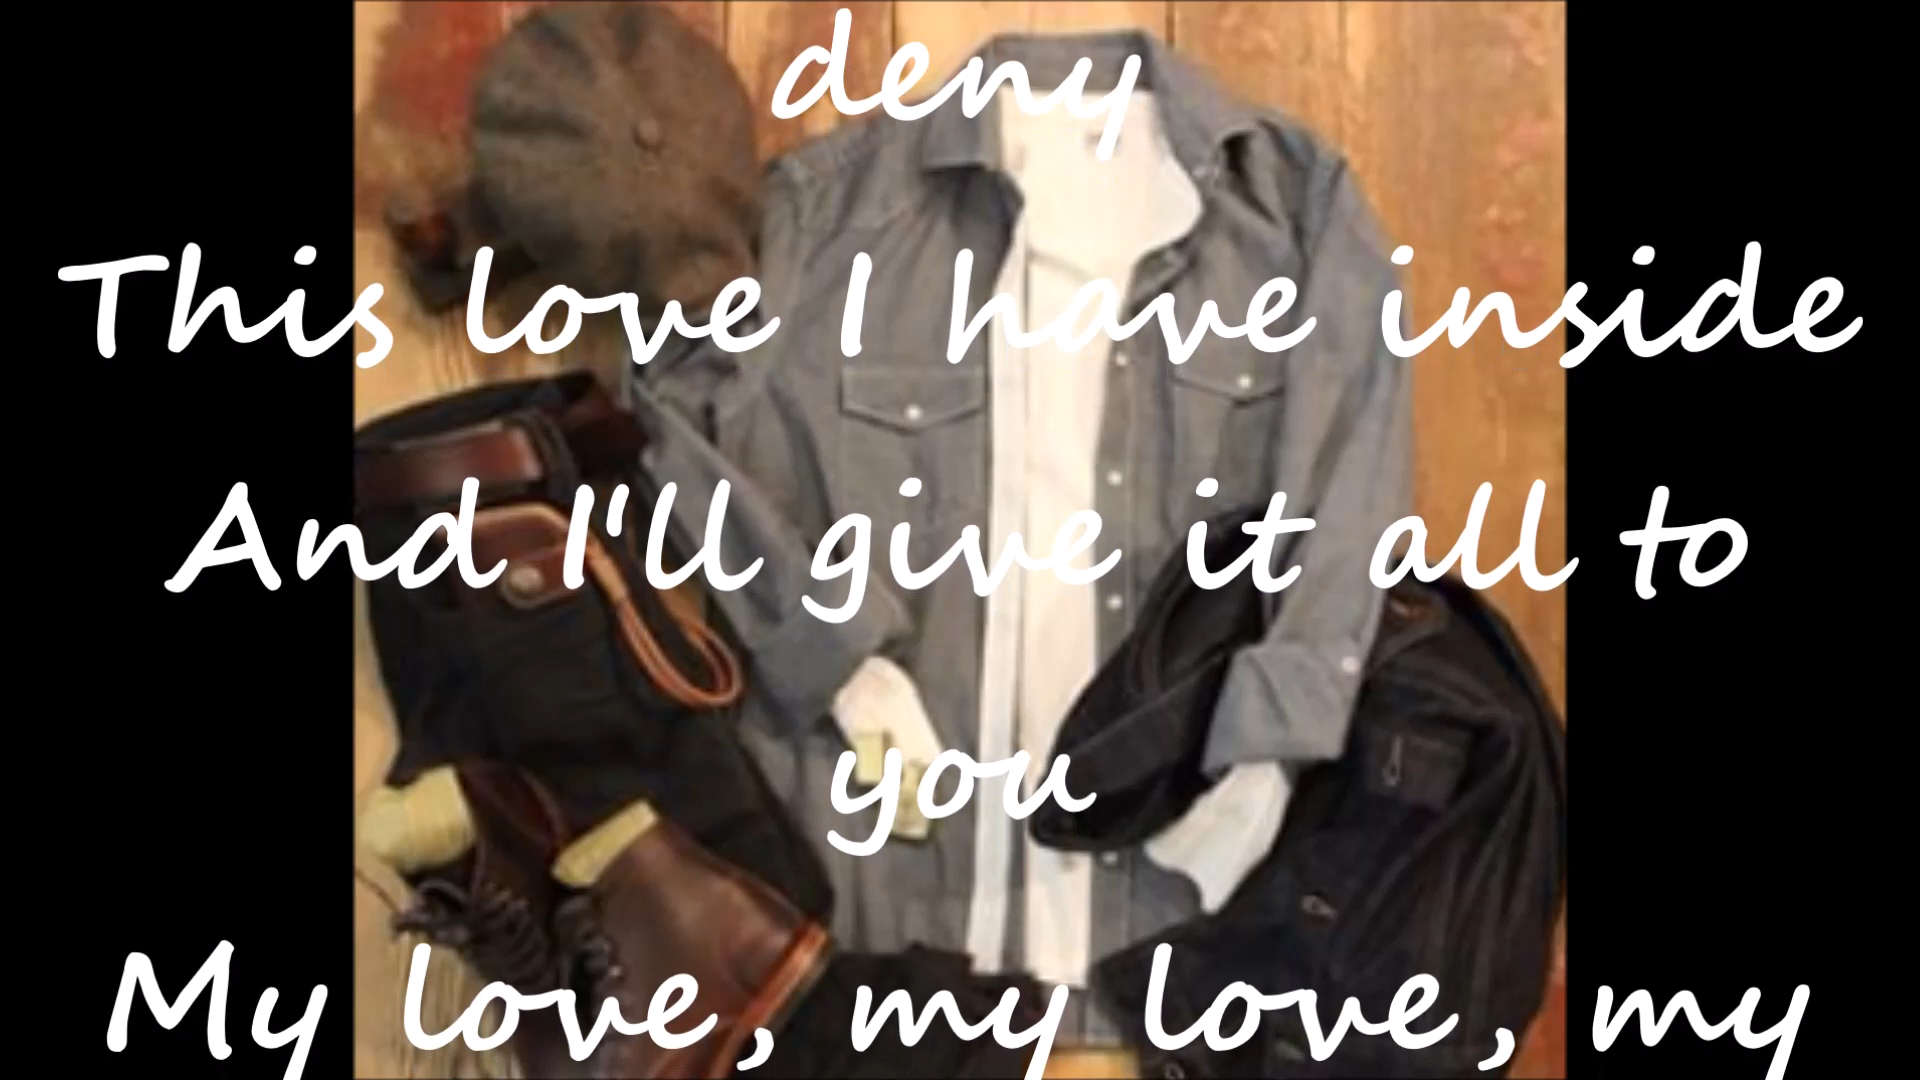 deny
This love I have inside
And I'll give it all to
you
My love, my love, my